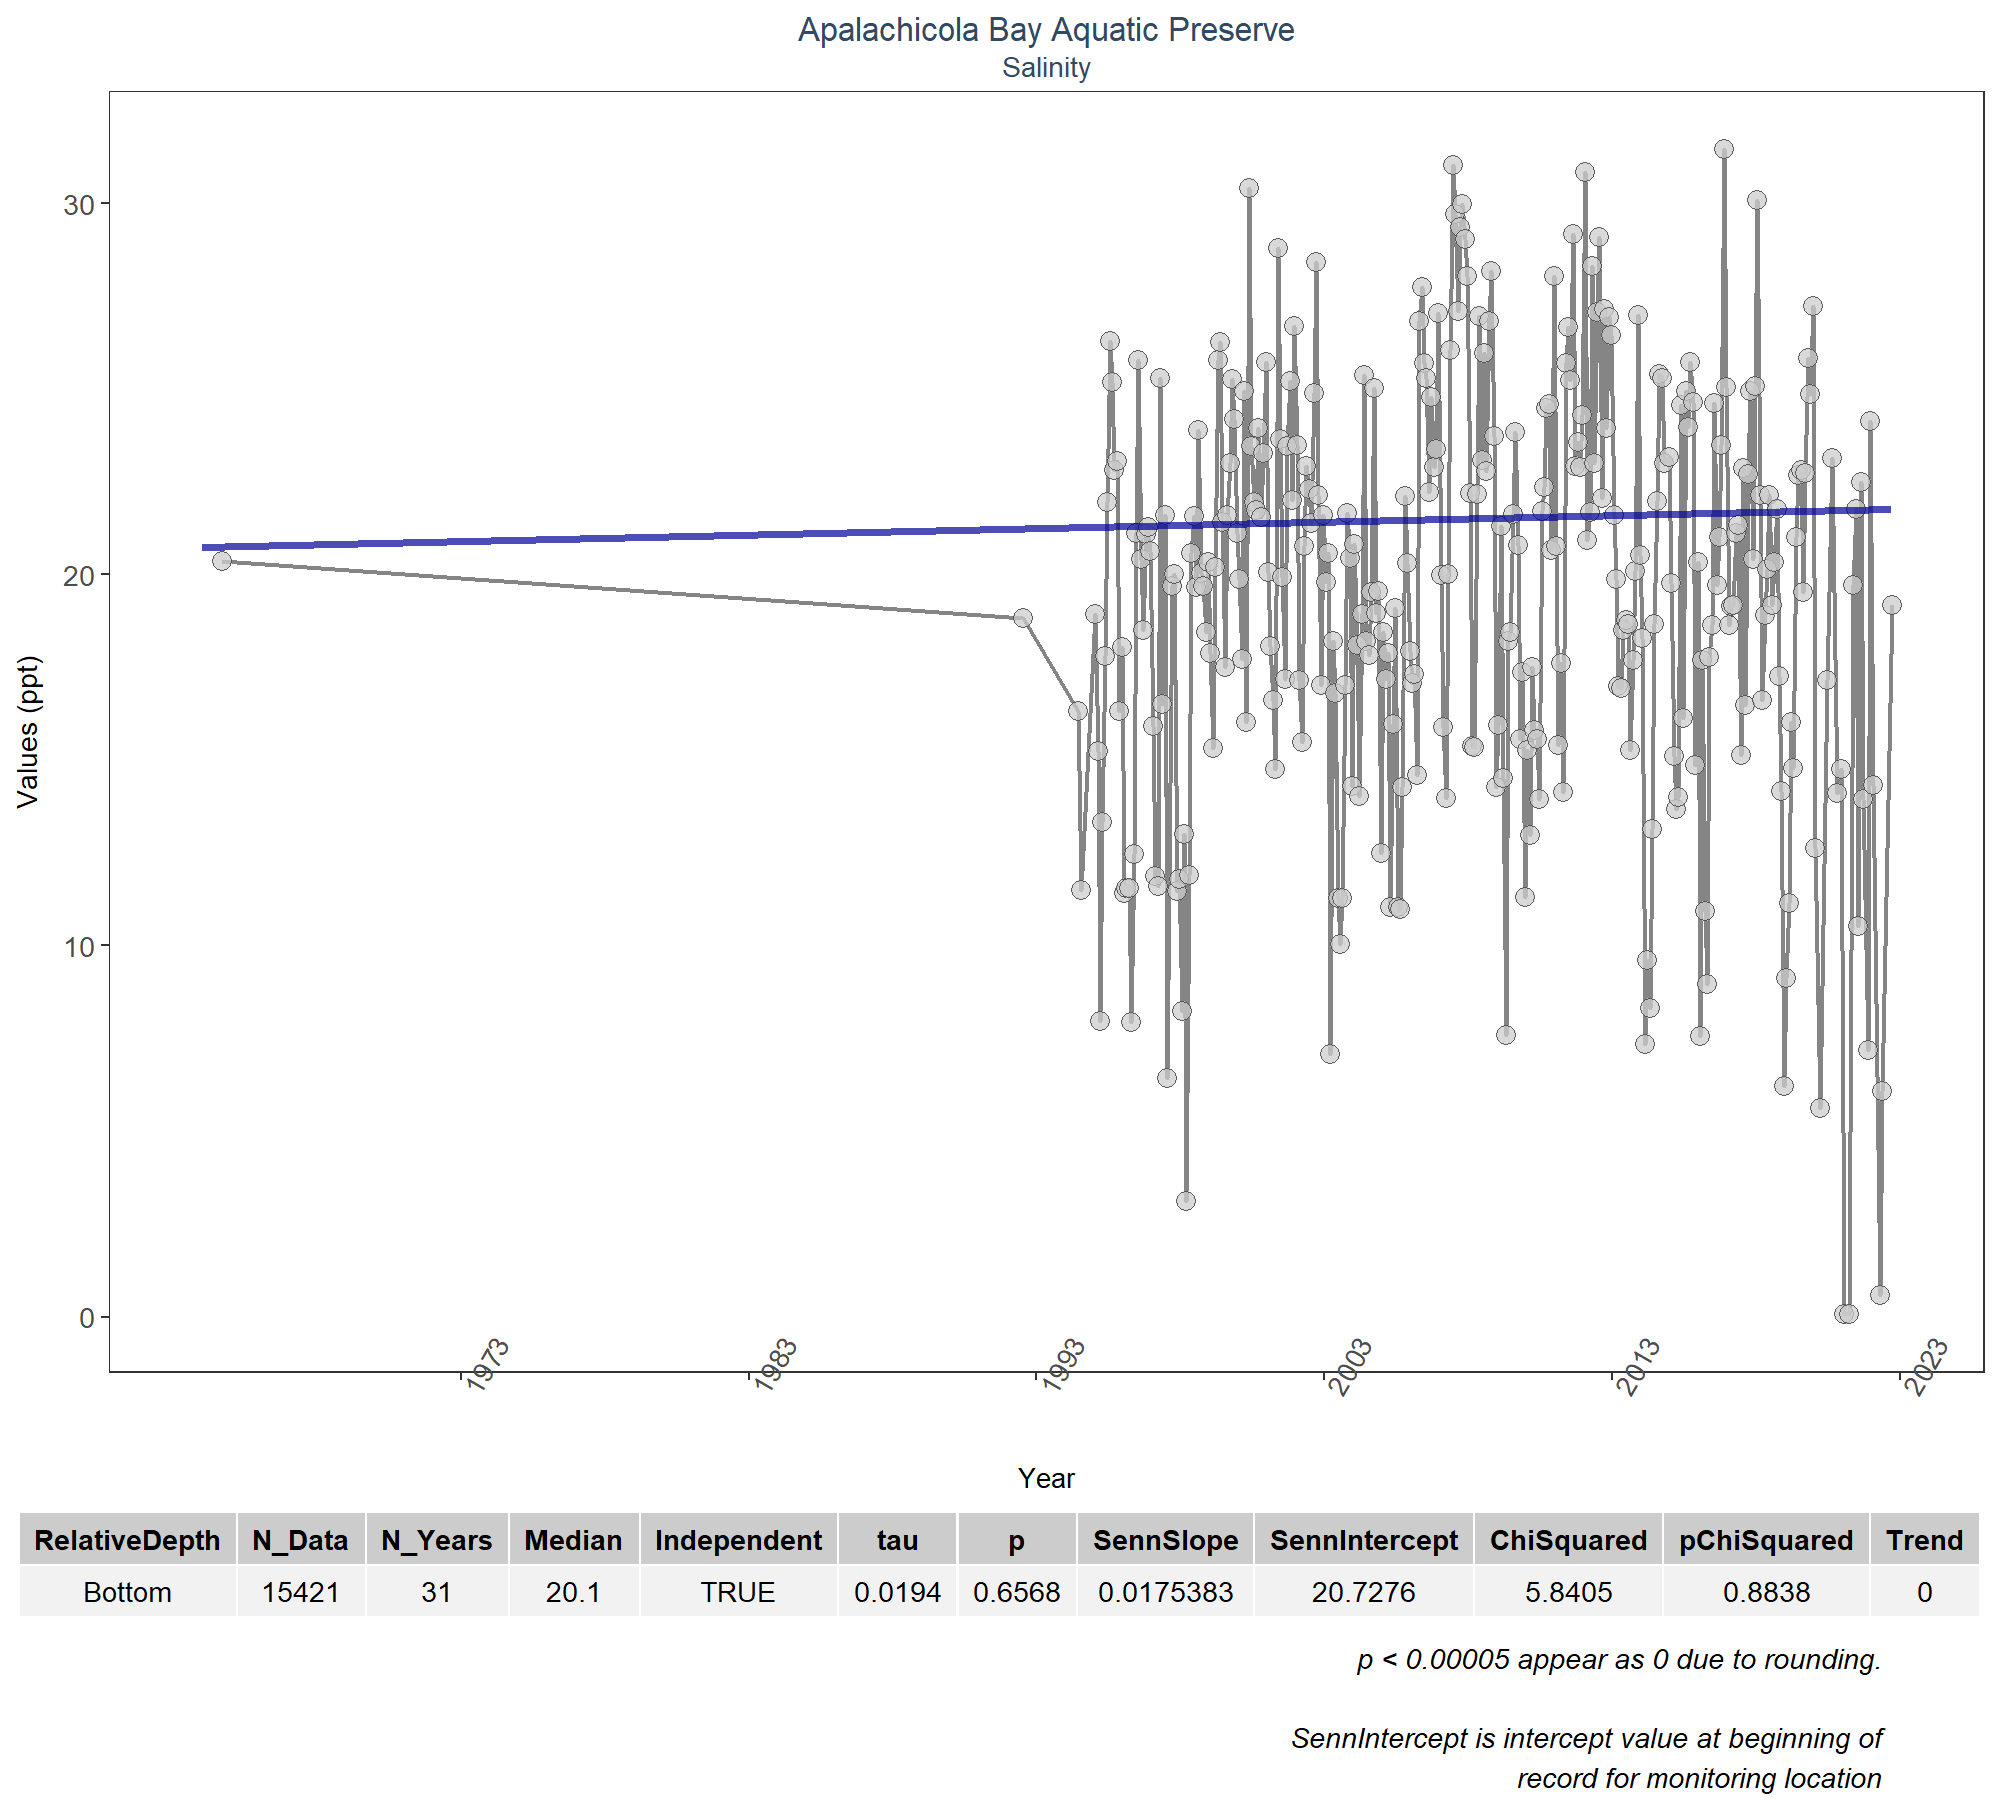 Apalachicola Bay Aquatic Preserve
Salinity
Values (ppt)
30
20
10
0
1973
1983
1993
2003
2013
2023
Year
RelativeDepth N_Data N_Years Median Independent tau p SennSlope SennIntercept ChiSquared pChiSquared Trend
Bottom 15421 31 20.1 TRUE 0.0194 0.6568 0.0175383 20.7276 5.8405 0.8838 0
p < 0.00005 appear as 0 due to rounding.
SennIntercept is intercept value at beginning of
record for monitoring location